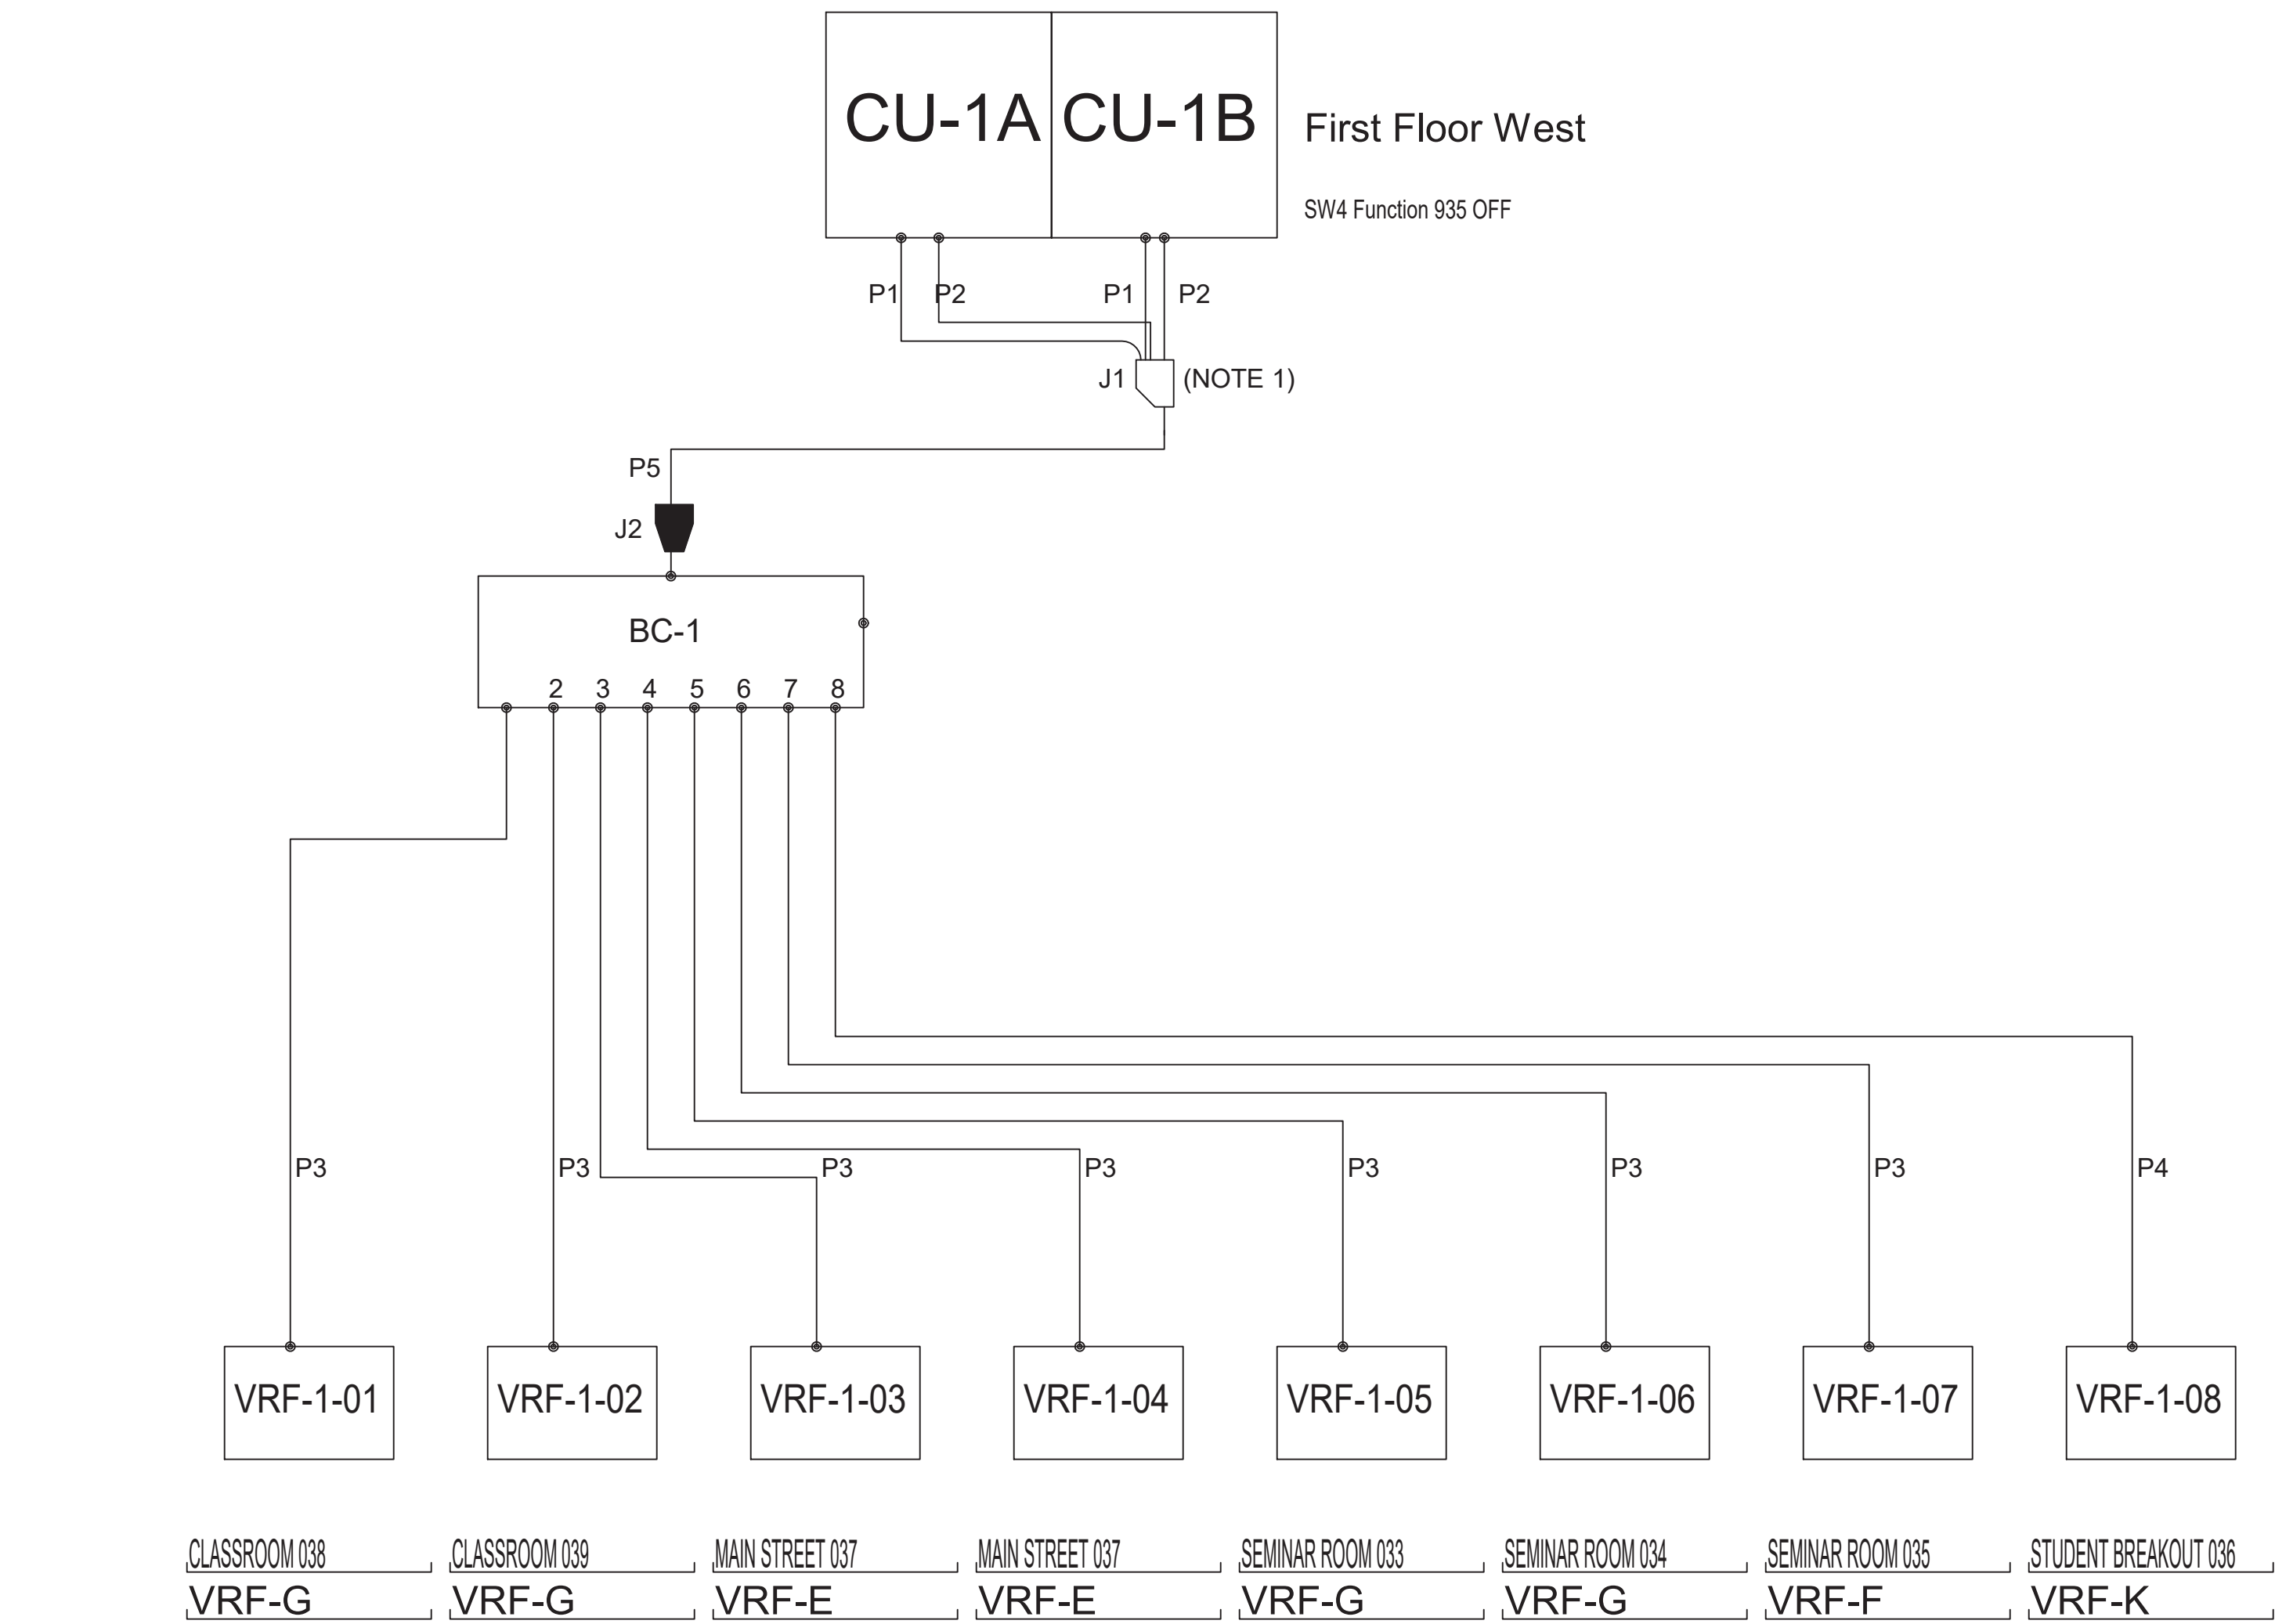 CU-1A CU-1B
First Floor West
SW4 Function 935 OFF
P1 P2 P1 P2
J1 (NOTE 1)
P5
J2
BC-1
2 3 4 5 6 7 8
P3 P3 P3 P3 P3 P3 P3 P4
VRF-1-01 VRF-1-02 VRF-1-03 VRF-1-04 VRF-1-05 VRF-1-06 VRF-1-07 VRF-1-08
CLASSROOM 038 CLASSROOM 039 MAIN STREET 037 MAIN STREET 037 SEMINAR ROOM 033 SEMINAR ROOM 034 SEMINAR ROOM 035 STUDENT BREAKOUT 036
VRF-G VRF-G VRF-E VRF-E VRF-G VRF-G VRF-F VRF-K